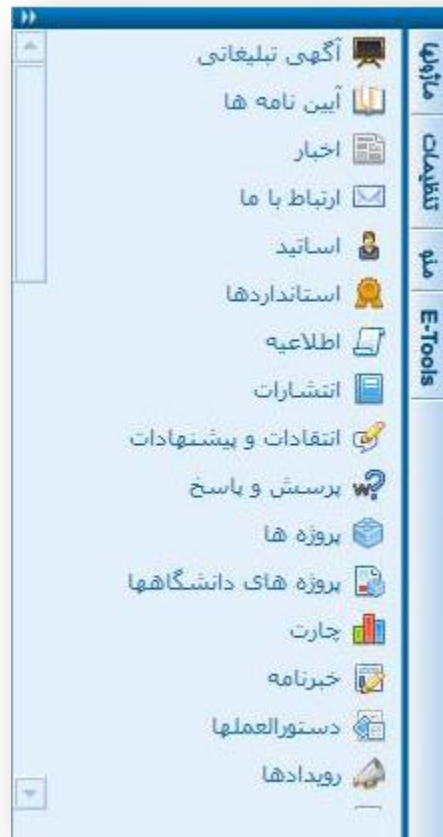 ماژولها
تنظیمات
منو
E-Tools
آگهی تبلیغاتی
آیین نامه ها
اخبار
ارتباط با ما
اساتید
استانداردها
اطلاعیه
انتشارات
انتقادات و پیشنهادات
پرسش و پاسخ
پروژه ها
پروژه های دانشگاهها
چارت
خبرنامه
دستورالعملها
رویدادها